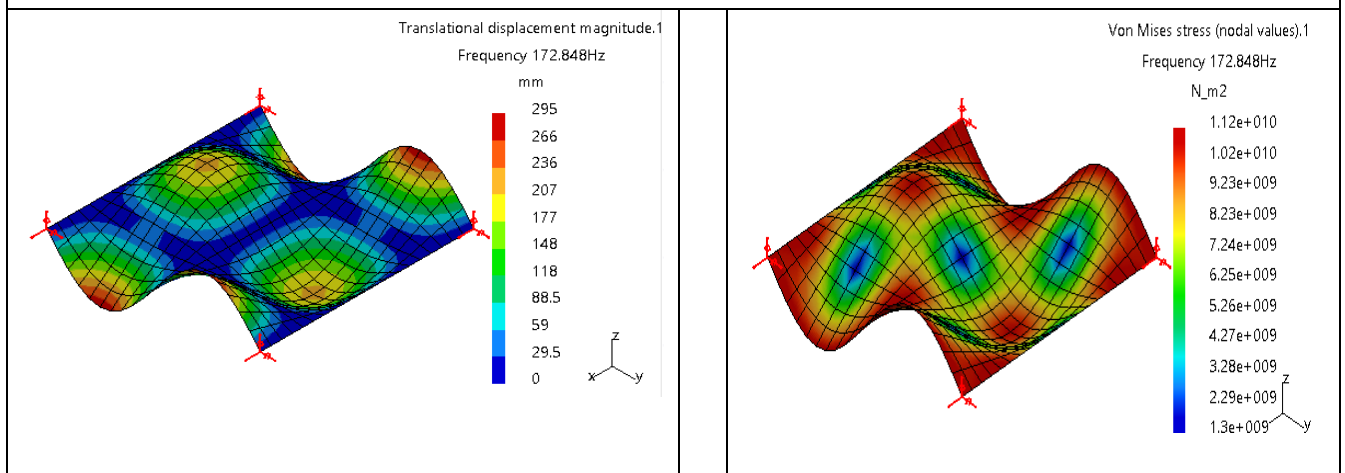 Translational displacement magnitude.1
Frequency 172.848Hz
mm
295
266
236
207
177
148
118
88.5
59
29.5
0
z
x
y
Von Mises stress (nodal values).1
Frequency 172.848Hz
N_m2
1.12e+010
1.02e+010
9.23e+009
8.23e+009
7.24e+009
6.25e+009
5.26e+009
4.27e+009
3.28e+009
2.29e+009
1.3e+009
z
y